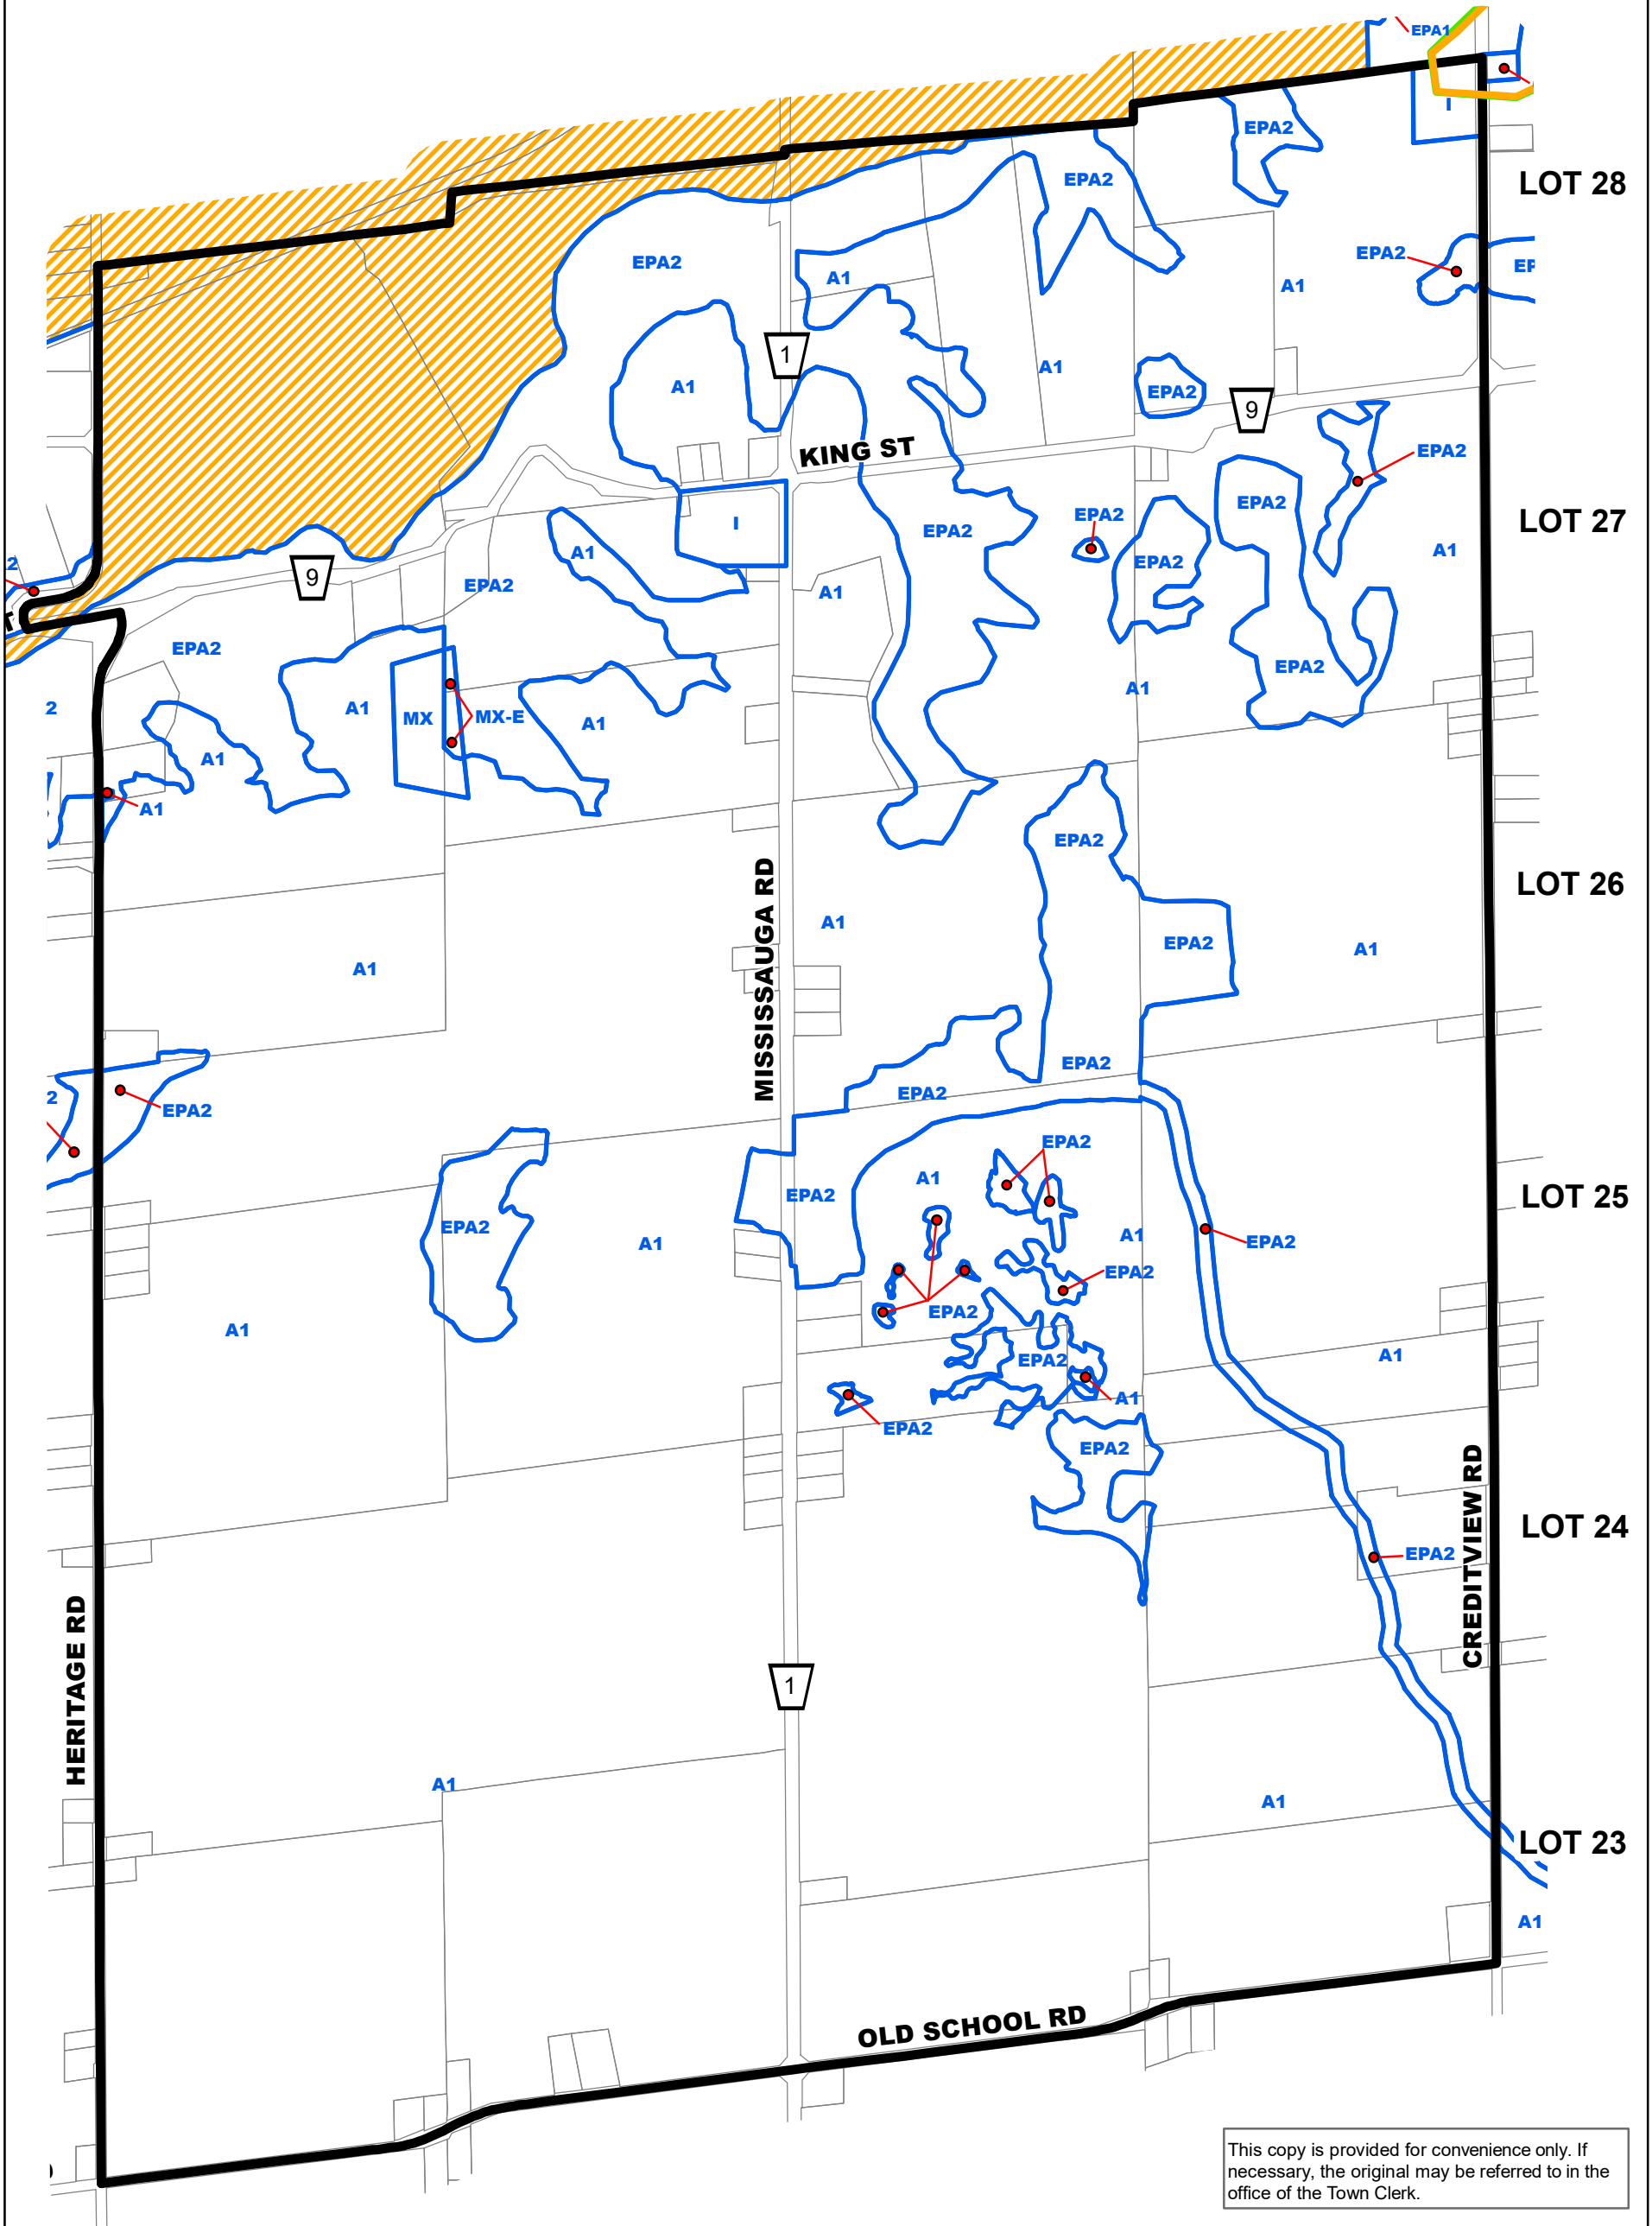 EPA1
I
EPA2
LOT 28
EPA2
EPA2
EPA2
EP
A1
A1
1
A1
A1
EPA2
9
KING ST
EPA2
EPA2
EPA2
EPA2
LOT 27
I
A1
A1
2
EPA2
9
EPA2
A1
EPA2
EPA2
A1
2
A1
MX
MX-E
A1
A1
A1
EPA2
LOT 26
A1
EPA2
A1
A1
MISSISSAUGA RD
EPA2
EPA2
2
EPA2
EPA2
A1
EPA2
LOT 25
EPA2
A1
A1
EPA2
EPA2
EPA2
A1
A1
EPA2
EPA2
A1
EPA2
EPA2
CREDITVIEW RD
LOT 24
EPA2
HERITAGE RD
1
A1
A1
LOT 23
A1
OLD SCHOOL RD
This copy is provided for convenience only. If
necessary, the original may be referred to in the
office of the Town Clerk.